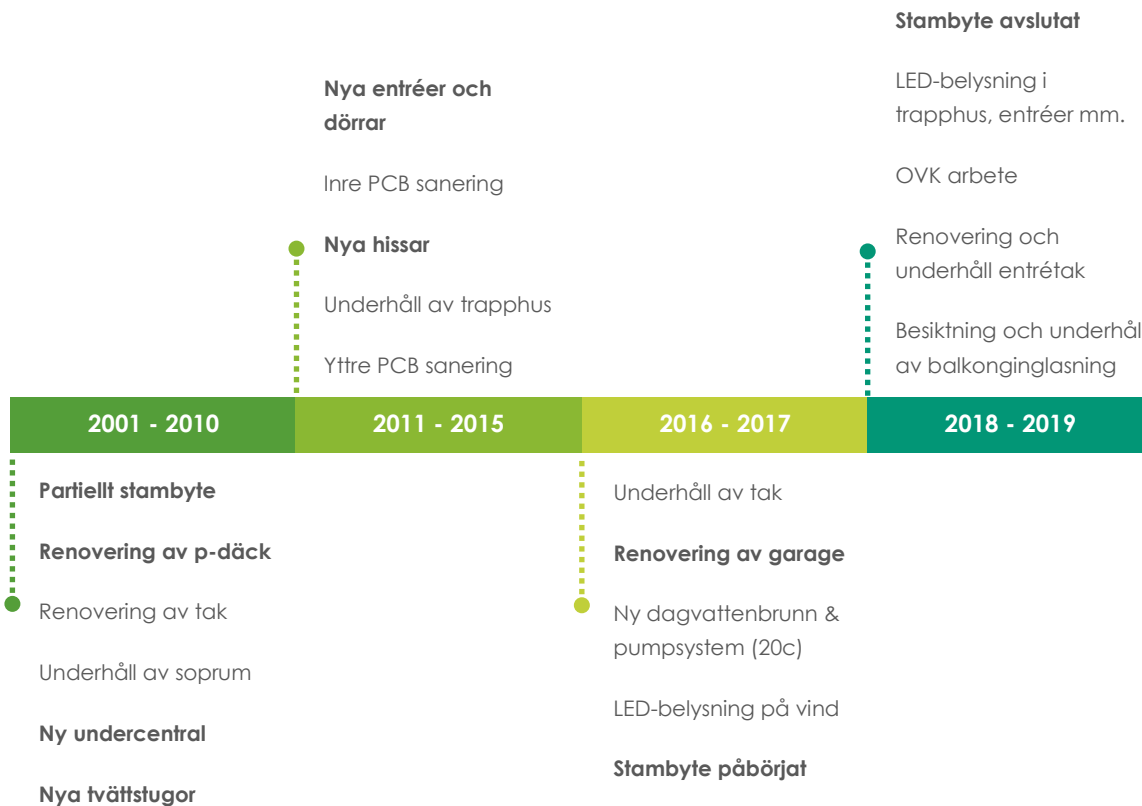 Stambyte avslutat
LED-belysning i
trapphus, entréer mm.
OVK arbete
Renovering och
underhåll entrétak
Besiktning och underhål
av balkonginglasning
Nya entréer och
dörrar
Inre PCB sanering
Nya hissar
Underhåll av trapphus
Yttre PCB sanering
2001 - 2010
2011 - 2015
2016 - 2017
2018 - 2019
Partiellt stambyte
Renovering av p-däck
Renovering av tak
Underhåll av soprum
Ny undercentral
Nya tvättstugor
Underhåll av tak
Renovering av garage
Ny dagvattenbrunn &
pumpsystem (20c)
LED-belysning på vind
Stambyte påbörjat